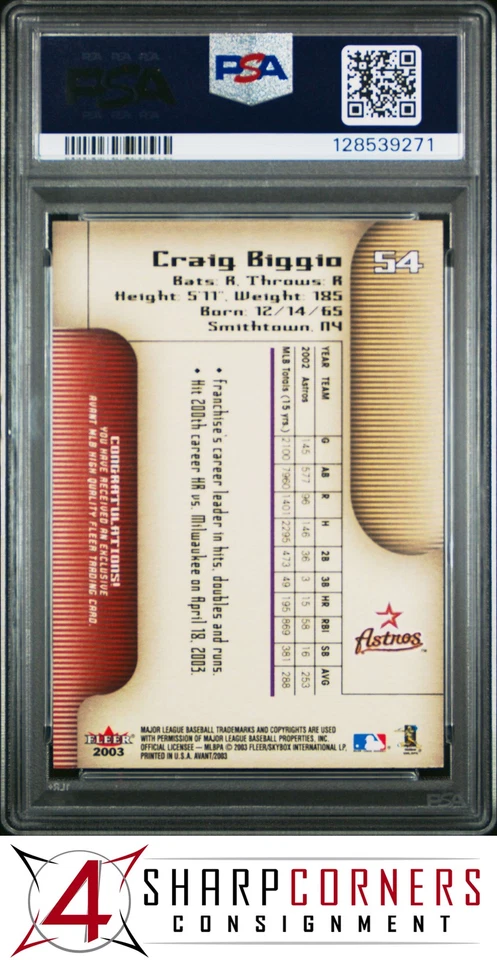 PSA
PSA
128539271
54
Craig Biggio
Bats: R, Throws: R
Height: 5'11", Weight: 185
Born: 12/14/65
Smithtown, NY
YEAR TEAM G AB R H 2B 3B HR RBI SB AVG
2002 Astros 145 577 96 146 36 3 15 58 16 253
MLB Totals (15 yrs.) 2100 7960 1401 2295 473 49 195 869 381 288
• Franchise's career leader in hits, doubles and runs.
• Hit 200th career HR vs. Milwaukee on April 18, 2003.
CONGRATULATIONS!
YOU HAVE RECEIVED AN EXCLUSIVE
AVANT MLB HIGH QUALITY FLEER TRADING CARD.
Astros
FLEER
2003
MAJOR LEAGUE BASEBALL TRADEMARKS AND COPYRIGHTS ARE USED
WITH PERMISSION OF MAJOR LEAGUE BASEBALL PROPERTIES, INC.
OFFICIAL LICENSEE — MLBPA © 2003 FLEER/SKYBOX INTERNATIONAL LP,
PRINTED IN U.S.A. AVANT/2003
PSA
4
SHARPCORNERS
CONSIGNMENT